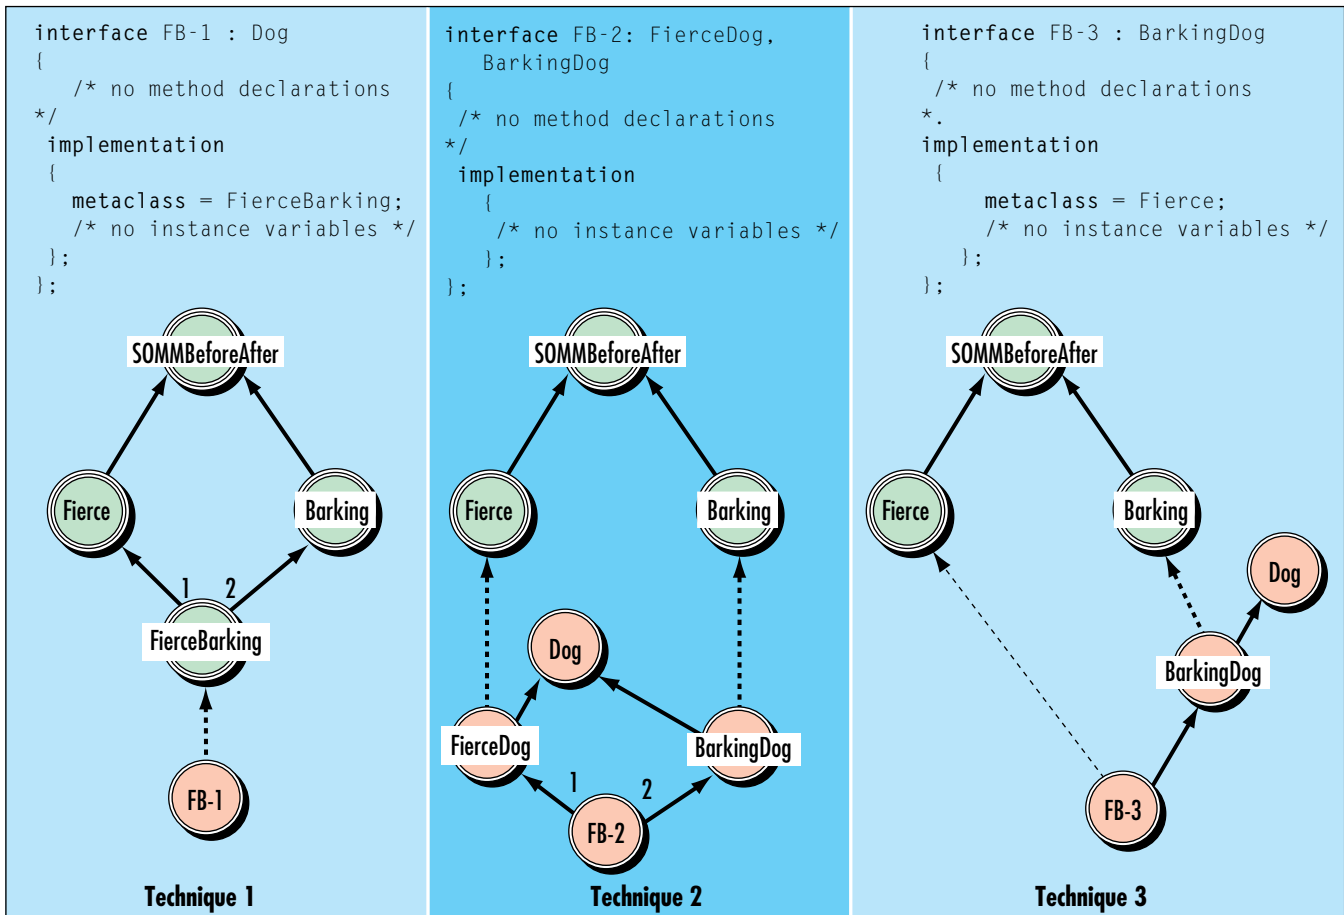 interface FB-1 : Dog
{
/* no method declarations
*/
implementation
{
metaclass = FierceBarking;
/* no instance variables */
};
};
SOMMBeforeAfter
Fierce
Barking
1
2
FierceBarking
FB-1
Technique 1
interface FB-2: FierceDog,
BarkingDog
{
/* no method declarations
*/
implementation
{
/* no instance variables */
};
};
SOMMBeforeAfter
Fierce
Barking
Dog
FierceDog
BarkingDog
1
2
FB-2
Technique 2
interface FB-3 : BarkingDog
{
/* no method declarations
*.
implementation
{
metaclass = Fierce;
/* no instance variables */
};
};
SOMMBeforeAfter
Fierce
Barking
Dog
BarkingDog
FB-3
Technique 3